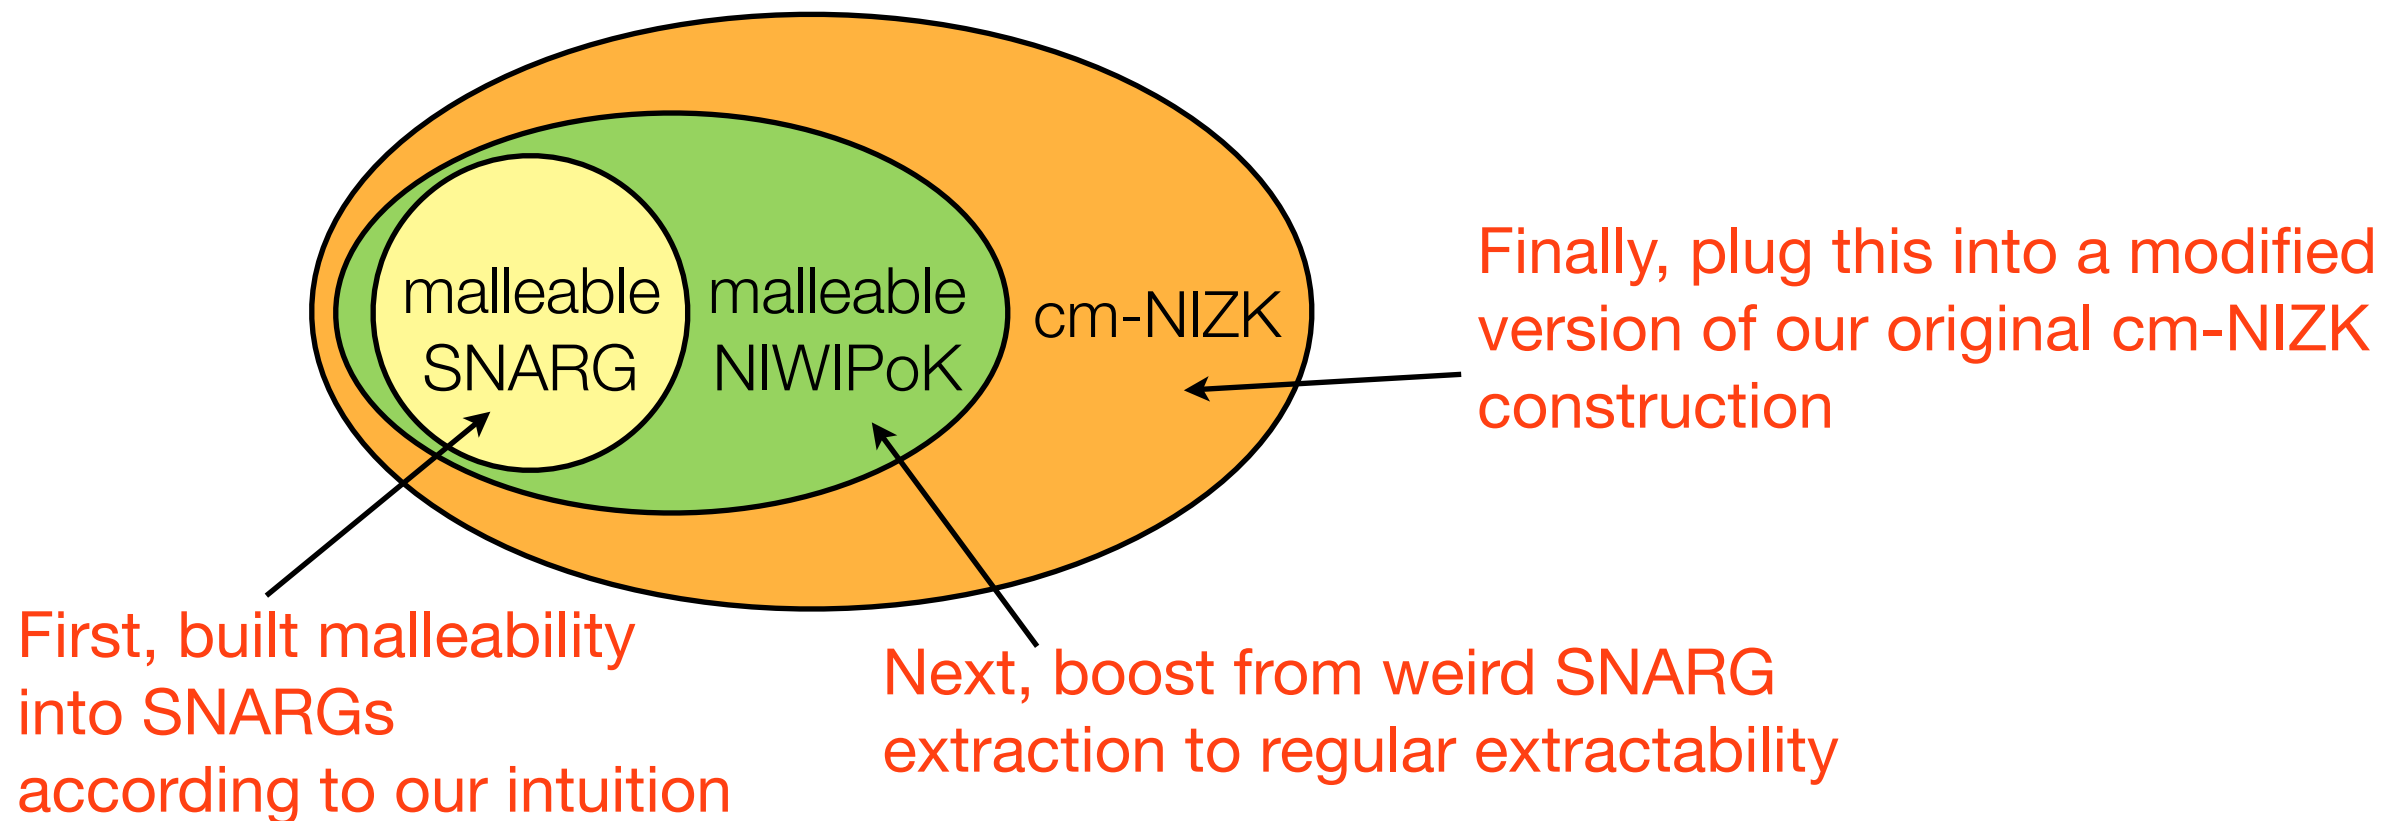 malleable
SNARG
malleable
NIWIPoK
cm-NIZK
Finally, plug this into a modified
version of our original cm-NIZK
construction
First, built malleability
into SNARGs
according to our intuition
Next, boost from weird SNARG
extraction to regular extractability